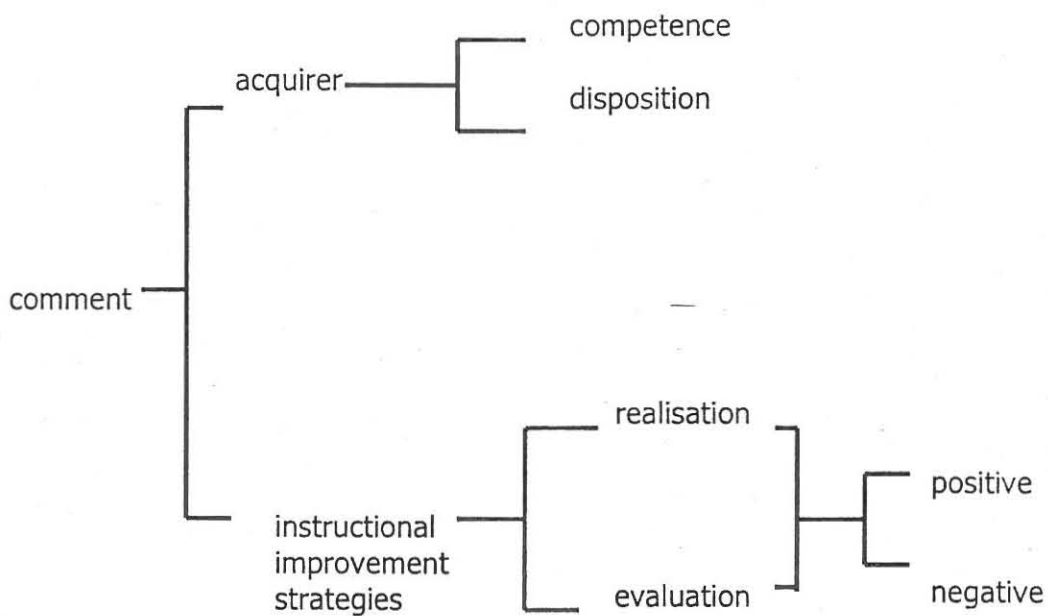 competence
acquirer
disposition
comment
realisation
positive
instructional
improvement
strategies
evaluation
negative